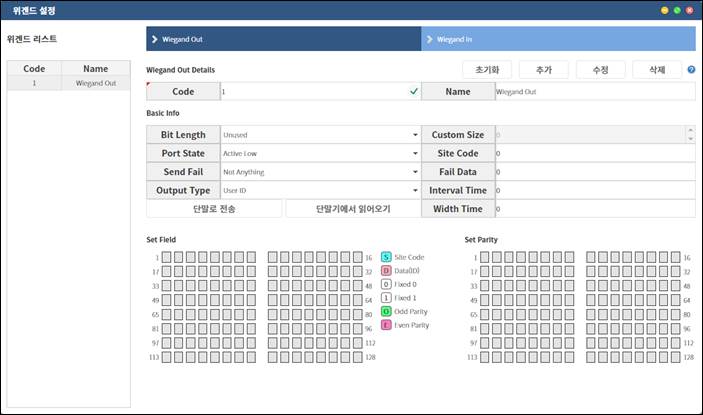 위겐드 설정
위겐드 리스트
Code Name
1 Wiegand Out
Wiegand Out
Wiegand In
Wiegand Out Details
초기화 추가 수정 삭제 ?
Code 1 Name Wiegand Out
Basic Info
Bit Length Unused Custom Size 0
Port State Active Low Site Code 0
Send Fail Not Anything Fail Data 0
Output Type User ID Interval Time 0
단말로 전송 단말기에서 읽어오기 Width Time 0
Set Field
1 16
17 32
33 48
49 64
65 80
81 96
97 112
113 128
S Site Code
D Data(ID)
0 Fixed 0
1 Fixed 1
O Odd Parity
E Even Parity
Set Parity
1 16
17 32
33 48
49 64
65 80
81 96
97 112
113 128